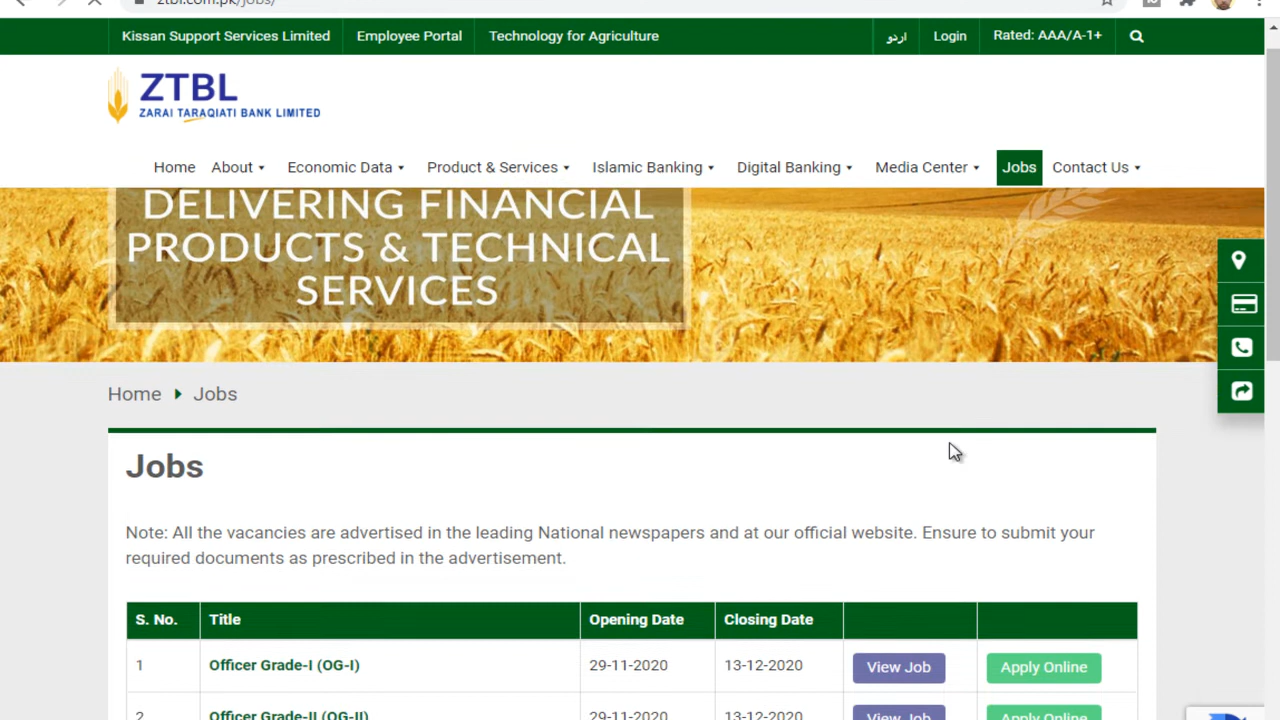 ztbl.com.pk/jobs/
Kissan Support Services Limited
Employee Portal
Technology for Agriculture
اردو
Login
Rated: AAA/A-1+
ZTBL
ZARAI TARAQIATI BANK LIMITED
Home
About
Economic Data
Product & Services
Islamic Banking
Digital Banking
Media Center
Jobs
Contact Us
DELIVERING FINANCIAL
PRODUCTS & TECHNICAL
SERVICES
Home
Jobs
Jobs
Note: All the vacancies are advertised in the leading National newspapers and at our official website. Ensure to submit your
required documents as prescribed in the advertisement.
S. No. Title Opening Date Closing Date
1 Officer Grade-I (OG-I) 29-11-2020 13-12-2020 View Job Apply Online
2 Officer Grade-II (OG-II) 29-11-2020 13-12-2020 View Job Apply Online